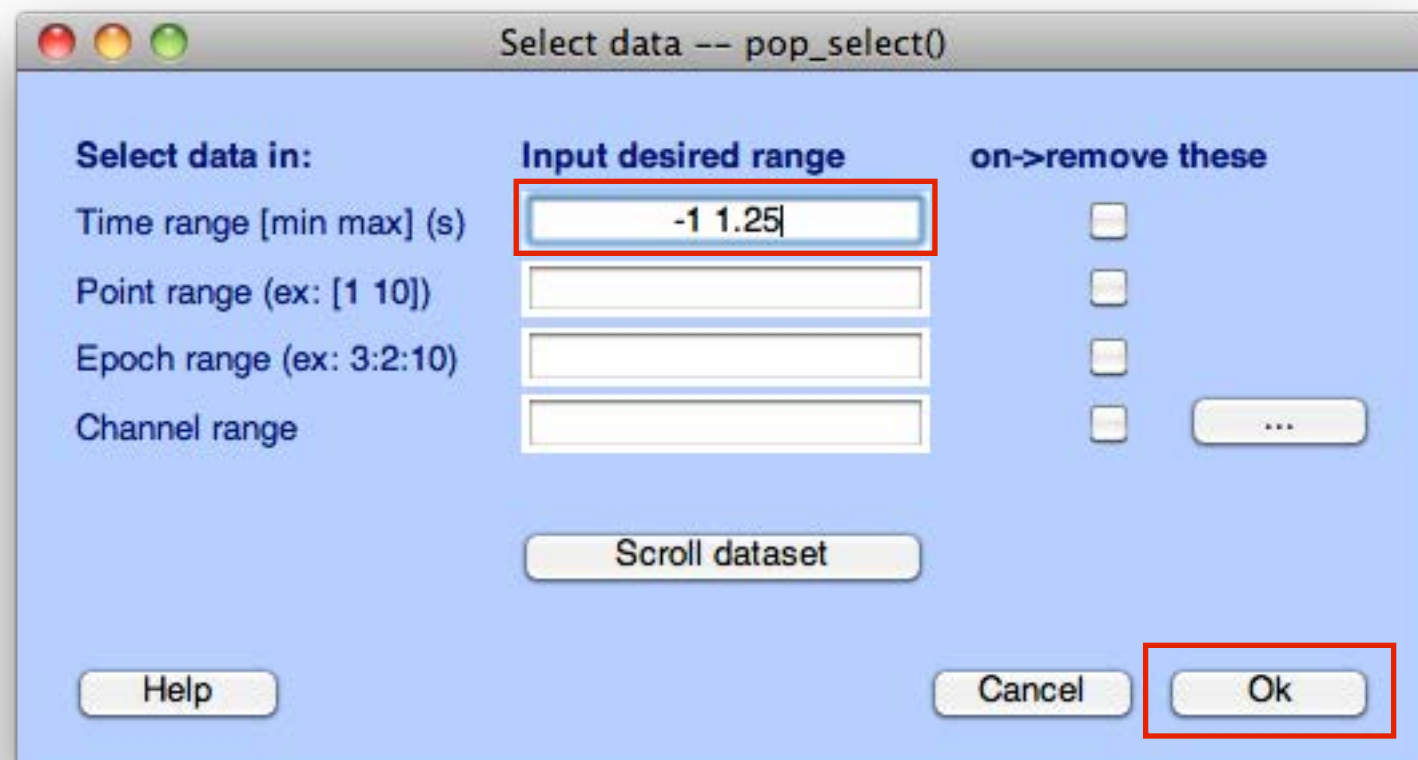 Select data -- pop_select()
Select data in: Input desired range on->remove these
Time range [min max] (s) -1 1.25
Point range (ex: [1 10])
Epoch range (ex: 3:2:10)
Channel range ...
Scroll dataset
Help Cancel Ok